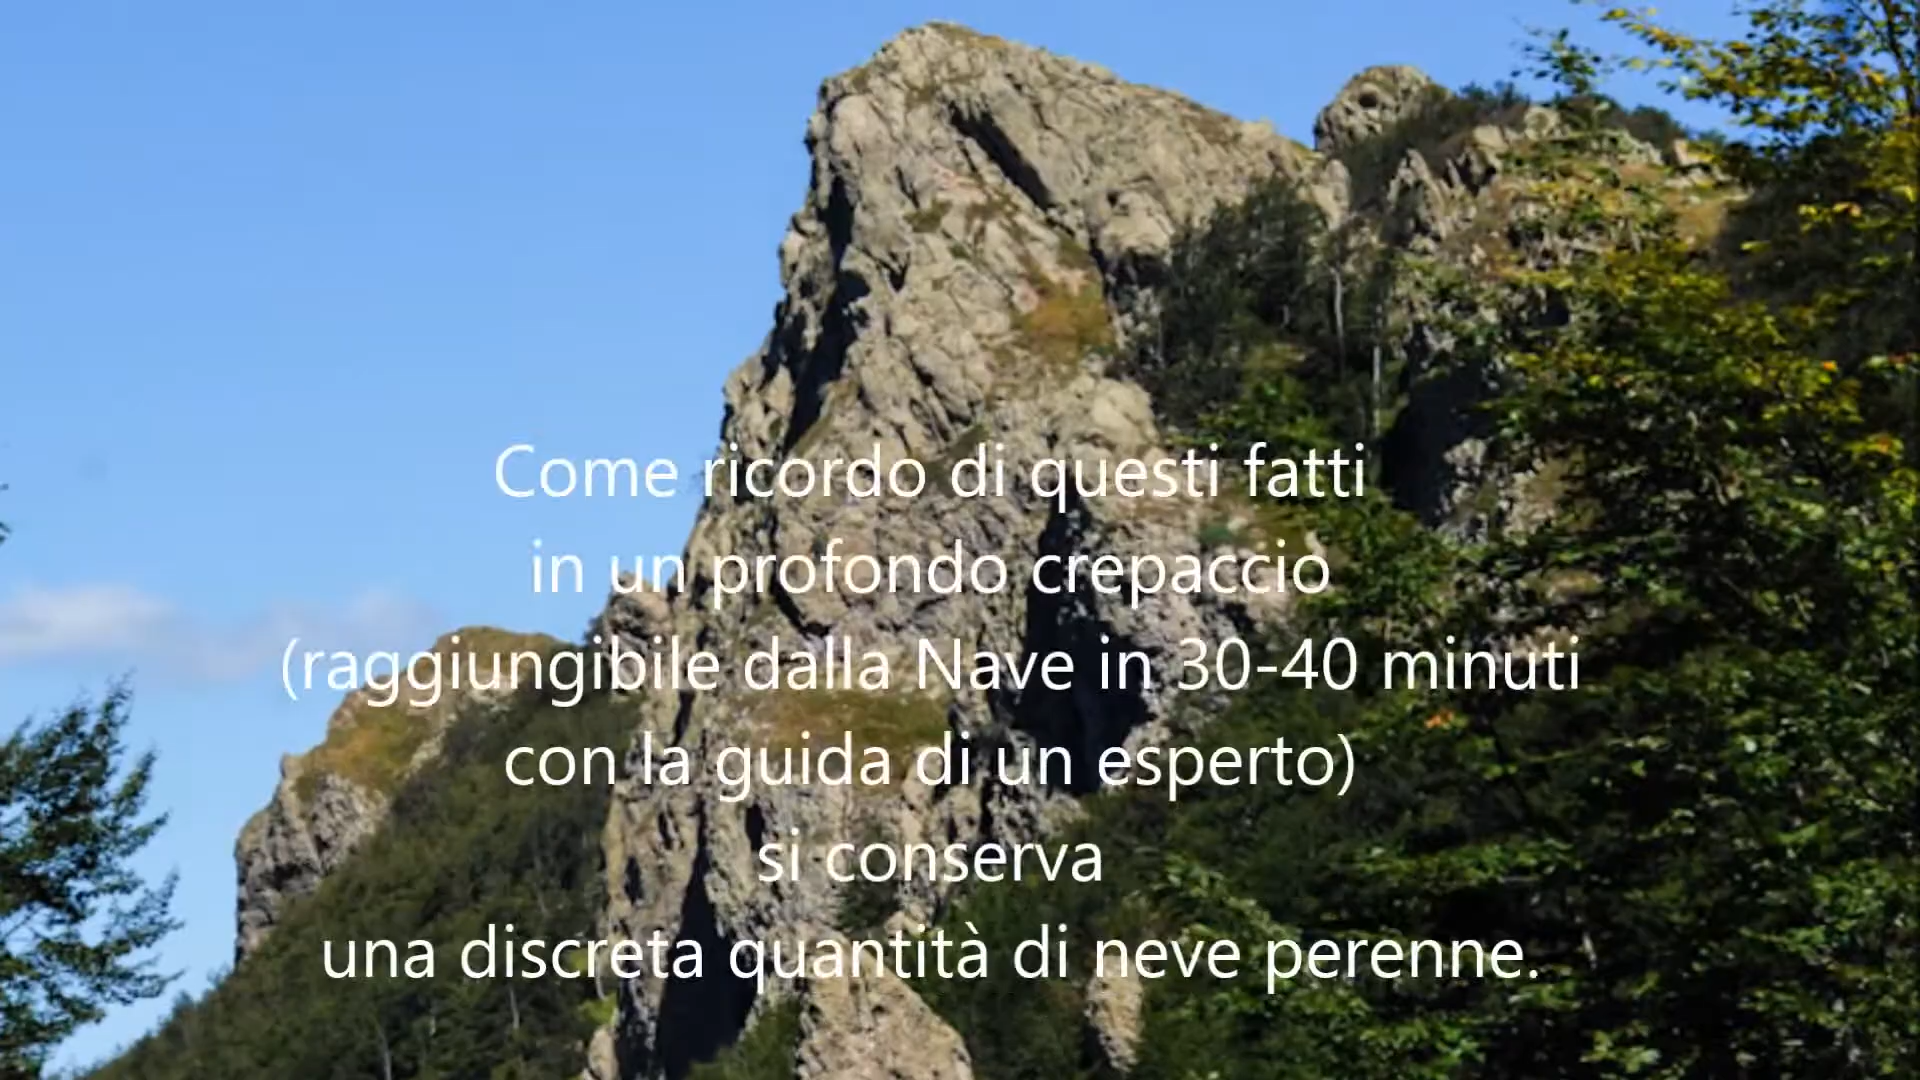 Come ricordo di questi fatti
in un profondo crepaccio
(raggiungibile dalla Nave in 30-40 minuti
con la guida di un esperto)
si conserva
una discreta quantità di neve perenne.